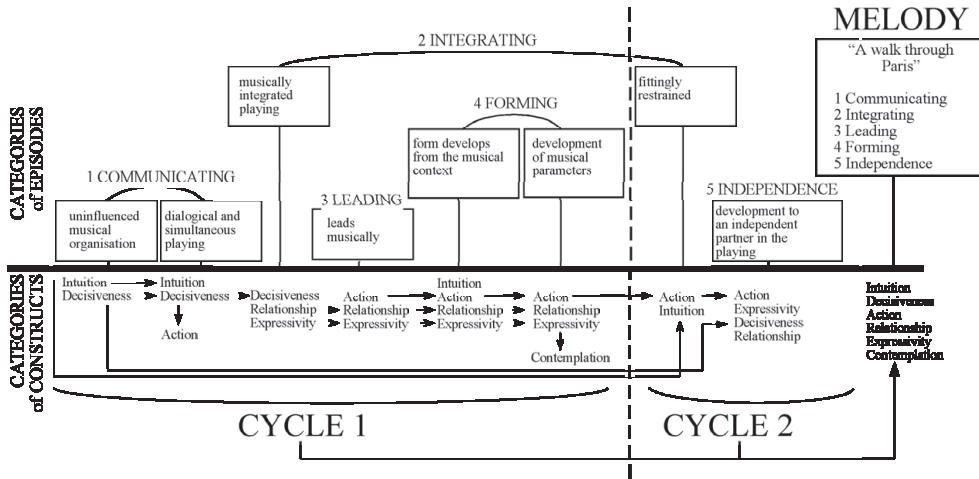 MELODY
“A walk through
Paris”
1 Communicating
2 Integrating
3 Leading
4 Forming
5 Independence
2 INTEGRATING
musically
integrated
playing
fittingly
restrained
4 FORMING
form develops
from the musical
context
development
of musical
parameters
CATEGORIES
of EPISODES
1 COMMUNICATING
uninfluenced
musical
organisation
dialogical and
simultaneous
playing
3 LEADING
leads
musically
5 INDEPENDENCE
development to
an independent
partner in the
playing
CATEGORIES
of CONSTRUCTS
Intuition
Decisiveness
Intuition
Decisiveness
Action
Decisiveness
Relationship
Expressivity
Action
Relationship
Expressivity
Intuition
Action
Relationship
Expressivity
Action
Relationship
Expressivity
Contemplation
Action
Intuition
Action
Expressivity
Decisiveness
Relationship
Intuition
Decisiveness
Action
Relationship
Expressivity
Contemplation
CYCLE 1
CYCLE 2